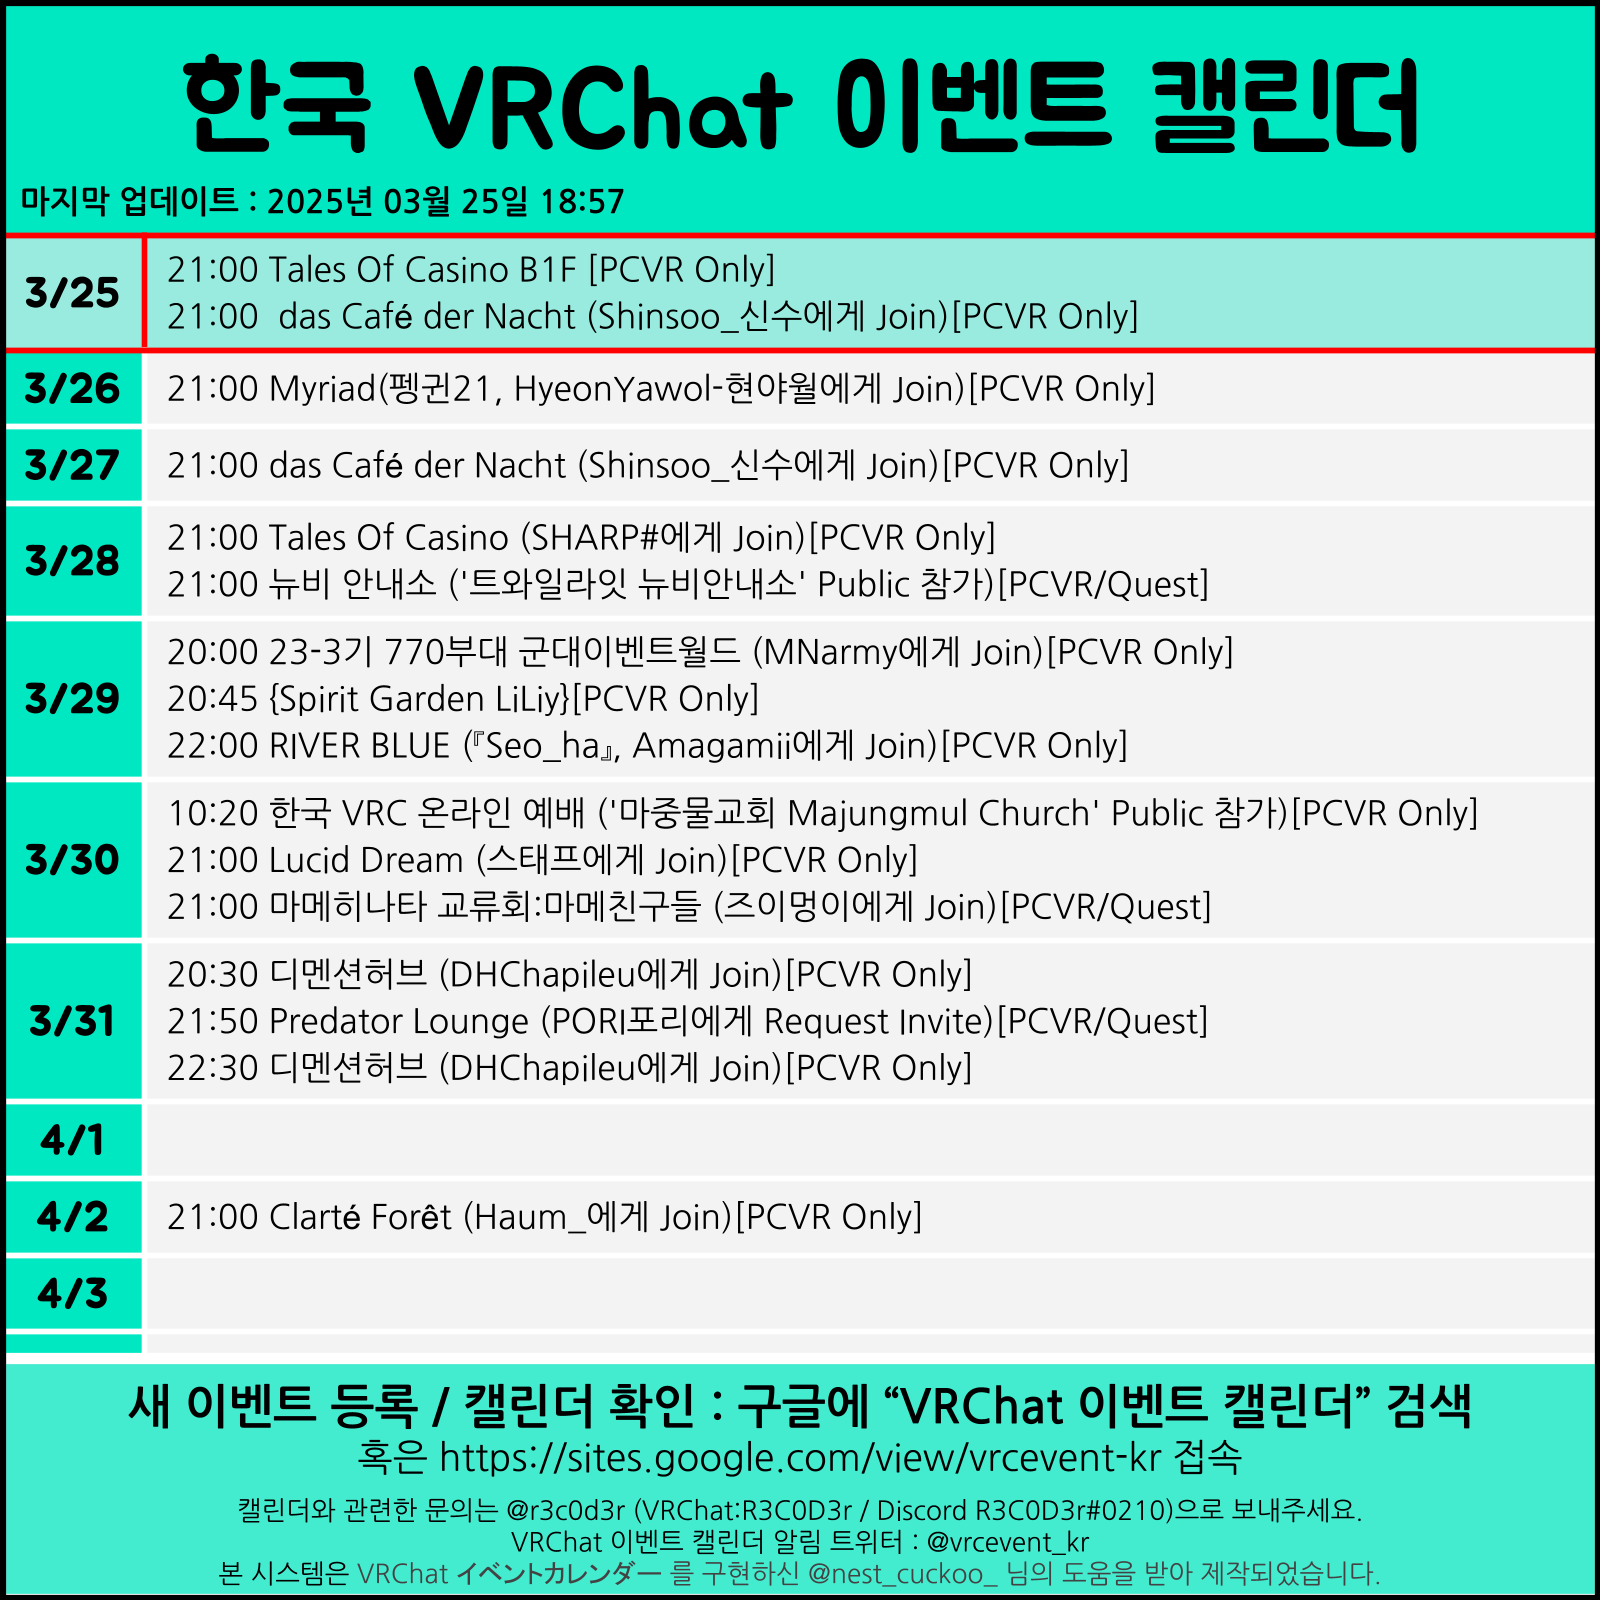 한국 VRChat 이벤트 캘린더
마지막 업데이트 : 2025년 03월 25일 18:57
3/25
21:00 Tales Of Casino B1F [PCVR Only]
21:00  das Café der Nacht (Shinsoo_신수에게 Join)[PCVR Only]
3/26
21:00 Myriad(펭귄21, HyeonYawol-현야월에게 Join)[PCVR Only]
3/27
21:00 das Café der Nacht (Shinsoo_신수에게 Join)[PCVR Only]
3/28
21:00 Tales Of Casino (SHARP#에게 Join)[PCVR Only]
21:00 뉴비 안내소 ('트와일라잇 뉴비안내소' Public 참가)[PCVR/Quest]
3/29
20:00 23-3기 770부대 군대이벤트월드 (MNarmy에게 Join)[PCVR Only]
20:45 {Spirit Garden LiLiy}[PCVR Only]
22:00 RIVER BLUE (『Seo_ha』, Amagamii에게 Join)[PCVR Only]
3/30
10:20 한국 VRC 온라인 예배 ('마중물교회 Majungmul Church' Public 참가)[PCVR Only]
21:00 Lucid Dream (스태프에게 Join)[PCVR Only]
21:00 마메히나타 교류회:마메친구들 (즈이멍이에게 Join)[PCVR/Quest]
3/31
20:30 디멘션허브 (DHChapileu에게 Join)[PCVR Only]
21:50 Predator Lounge (PORI포리에게 Request Invite)[PCVR/Quest]
22:30 디멘션허브 (DHChapileu에게 Join)[PCVR Only]
4/1
4/2
21:00 Clarté Forêt (Haum_에게 Join)[PCVR Only]
4/3
새 이벤트 등록 / 캘린더 확인 : 구글에 “VRChat 이벤트 캘린더” 검색
혹은 https://sites.google.com/view/vrcevent-kr 접속
캘린더와 관련한 문의는 @r3c0d3r (VRChat:R3C0D3r / Discord R3C0D3r#0210)으로 보내주세요.
VRChat 이벤트 캘린더 알림 트위터 : @vrcevent_kr
본 시스템은 VRChat イベントカレンダー 를 구현하신 @nest_cuckoo_ 님의 도움을 받아 제작되었습니다.